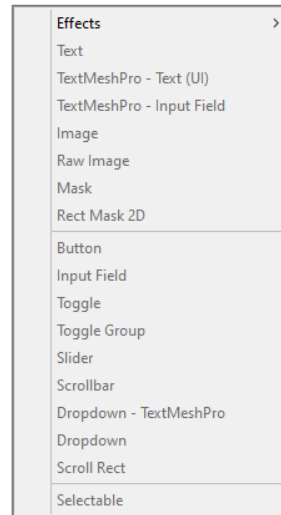 Effects
Text
TextMeshPro - Text (UI)
TextMeshPro - Input Field
Image
Raw Image
Mask
Rect Mask 2D
Button
Input Field
Toggle
Toggle Group
Slider
Scrollbar
Dropdown - TextMeshPro
Dropdown
Scroll Rect
Selectable